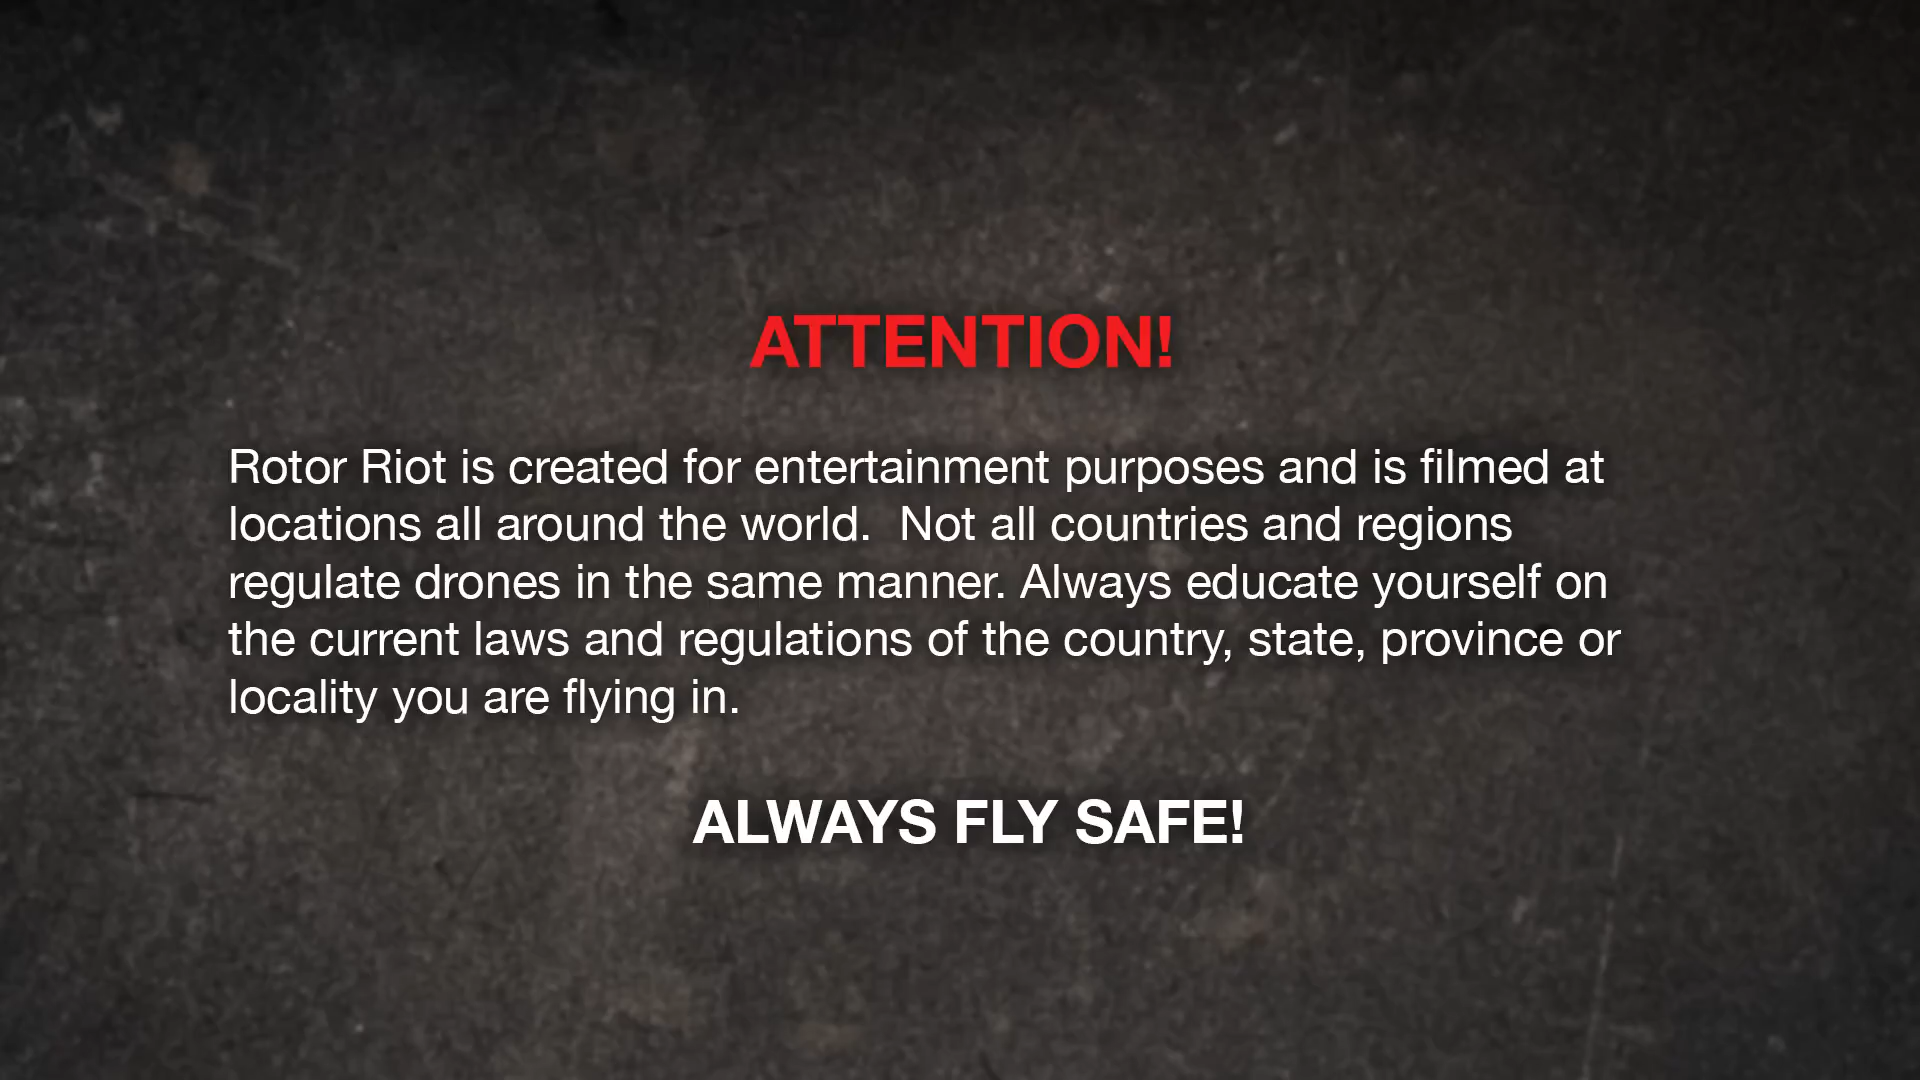 ATTENTION!
Rotor Riot is created for entertainment purposes and is filmed at
locations all around the world.  Not all countries and regions
regulate drones in the same manner. Always educate yourself on
the current laws and regulations of the country, state, province or
locality you are flying in.
ALWAYS FLY SAFE!